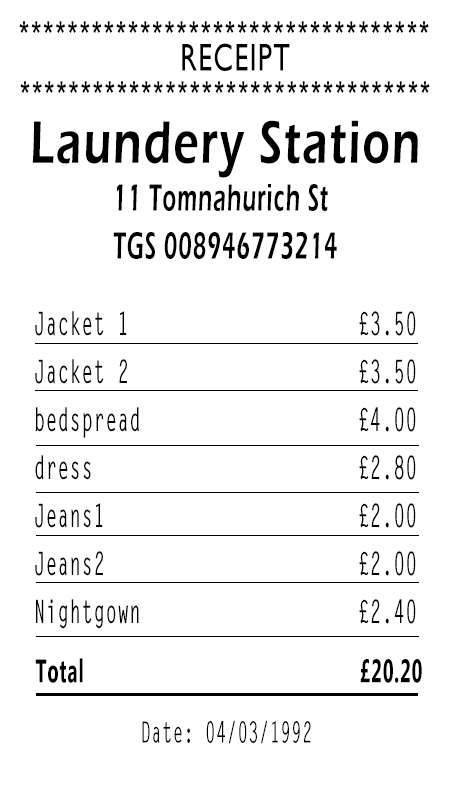 **********************************
RECEIPT
**********************************
Laundery Station
11 Tomnahurich St
TGS 008946773214
Jacket 1 £3.50
Jacket 2 £3.50
bedspread £4.00
dress £2.80
Jeans1 £2.00
Jeans2 £2.00
Nightgown £2.40
Total £20.20
Date: 04/03/1992